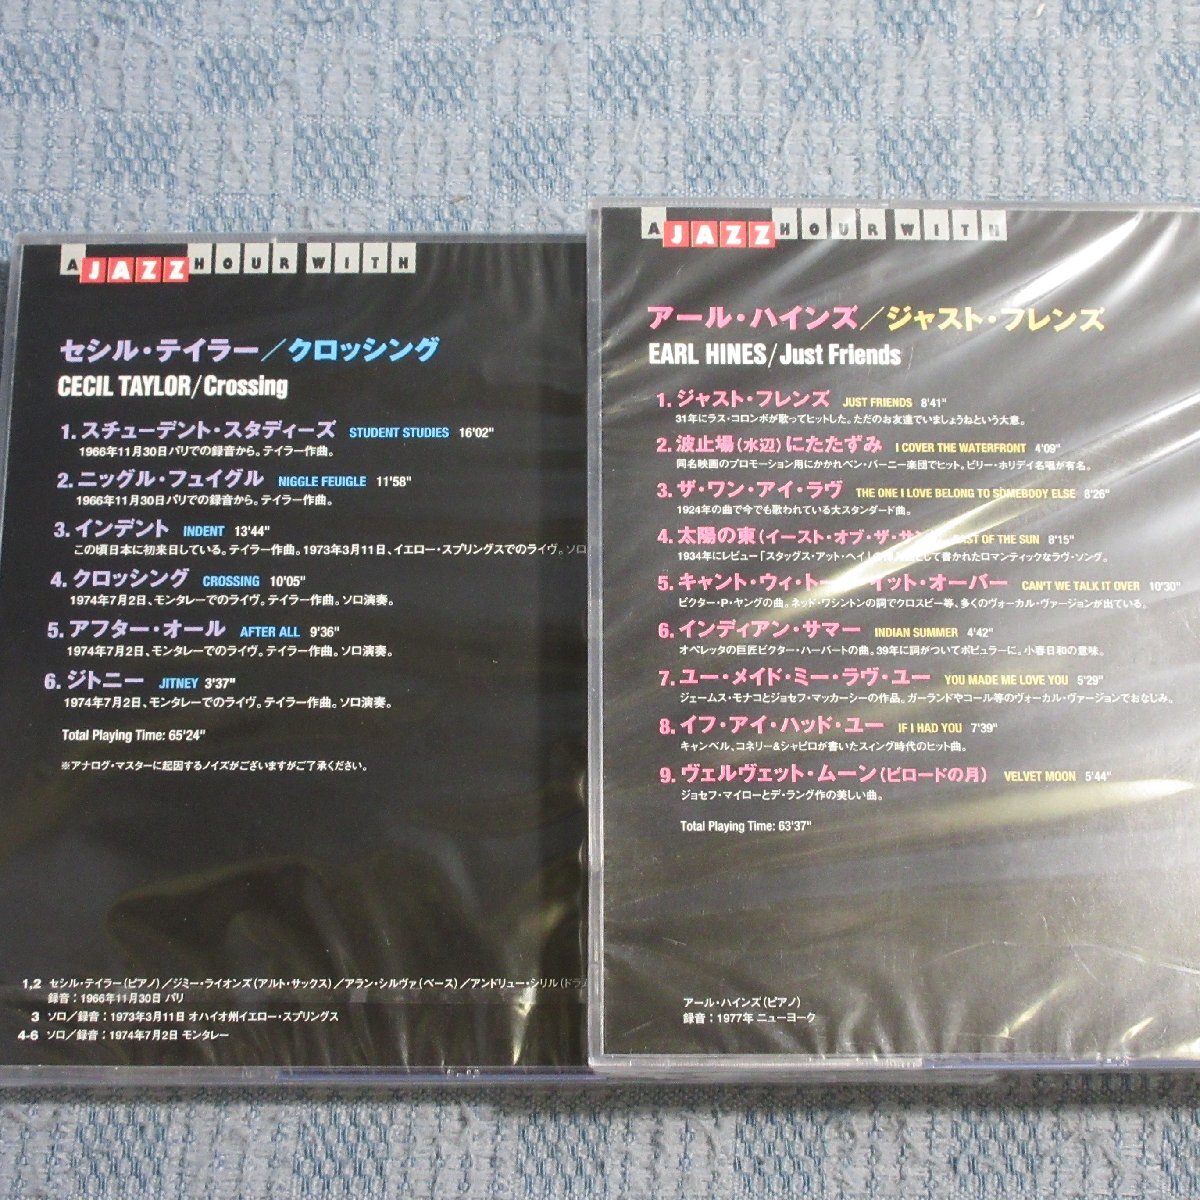 A JAZZ HOUR WITH
セシル・テイラー／クロッシング
CECIL TAYLOR/Crossing
1. スチューデント・スタディーズ STUDENT STUDIES 16'02"
1966年11月30日パリでの録音から。テイラー作曲。
2. ニッグル・フュイグル NIGGLE FEUIGLE 11'58"
1966年11月30日パリでの録音から。テイラー作曲。
3. インデント INDENT 13'44"
この頃日本に初来日している。テイラー作曲。1973年3月11日、イエロー・スプリングスでのライヴ。ソロ
4. クロッシング CROSSING 10'05"
1974年7月2日、モンタレーでのライヴ。テイラー作曲。ソロ演奏。
5. アフター・オール AFTER ALL 9'36"
1974年7月2日、モンタレーでのライヴ。テイラー作曲。ソロ演奏。
6. ジトニー JITNEY 3'37"
1974年7月2日、モンタレーでのライヴ。テイラー作曲。ソロ演奏。
Total Playing Time: 65'24"
※アナログ・マスターに起因するノイズがございますがご了承ください。
1,2 セシル・テイラー（ピアノ）／ジミー・ライオンズ（アルト・サックス）／アラン・シルヴァ（ベース）／アンドリュー・シリル（ドラム
録音：1966年11月30日 パリ
3 ソロ／録音：1973年3月11日 オハイオ州イエロー・スプリングス
4-6 ソロ／録音：1974年7月2日 モンタレー
A JAZZ HOUR WITH
アール・ハインズ／ジャスト・フレンズ
EARL HINES/Just Friends
1. ジャスト・フレンズ JUST FRIENDS 8'41"
31年にラス・コロンボが歌ってヒットした。ただのお友達でいましょうねという大意。
2. 波止場（水辺）にたたずみ I COVER THE WATERFRONT 4'09"
同名映画のプロモーション用にかかれベン・バーニー楽団でヒット。ビリー・ホリデイ名唱が有名。
3. ザ・ワン・アイ・ラヴ THE ONE I LOVE BELONG TO SOMEBODY ELSE 8'26"
1924年の曲で今でも歌われている大スタンダード曲。
4. 太陽の東（イースト・オブ・ザ・サン EAST OF THE SUN 8'15"
1934年にレビュー「スタッグス・アット・ベイ」の として書かれたロマンティックなラヴ・ソング。
5. キャント・ウィ・トーク・イット・オーバー CAN'T WE TALK IT OVER 10'30"
ビクター・P・ヤングの曲。ネッド・ワシントンの詞でクロスビー等、多くのヴォーカル・ヴァージョンが出ている。
6. インディアン・サマー INDIAN SUMMER 4'42"
オペレッタの巨匠ビクター・ハーバートの曲。39年に詞がついてポピュラーに。小春日和の意味。
7. ユー・メイド・ミー・ラヴ・ユー YOU MADE ME LOVE YOU 5'29"
ジェームス・モナコとジョセフ・マッカーシーの作品。ガーランドやコール等のヴォーカル・ヴァージョンでおなじみ。
8. イフ・アイ・ハッド・ユー IF I HAD YOU 7'39"
キャンベル、コネリー&シャピロが書いたスィング時代のヒット曲。
9. ヴェルヴェット・ムーン（ビロードの月） VELVET MOON 5'44"
ジョセフ・マイローとデ・ラング作の美しい曲。
Total Playing Time: 63'37"
アール・ハインズ（ピアノ）
録音：1977年 ニューヨーク